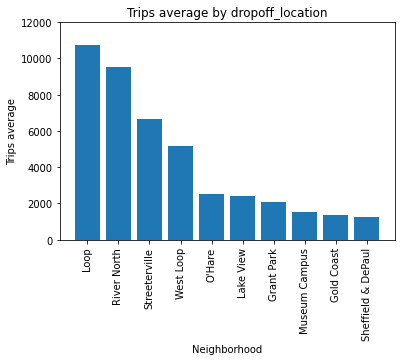 Trips average by dropoff_location
12000
10000
8000
6000
4000
2000
0
Trips average
Loop
River North
Streeterville
West Loop
O'Hare
Lake View
Grant Park
Museum Campus
Gold Coast
Sheffield & DePaul
Neighborhood